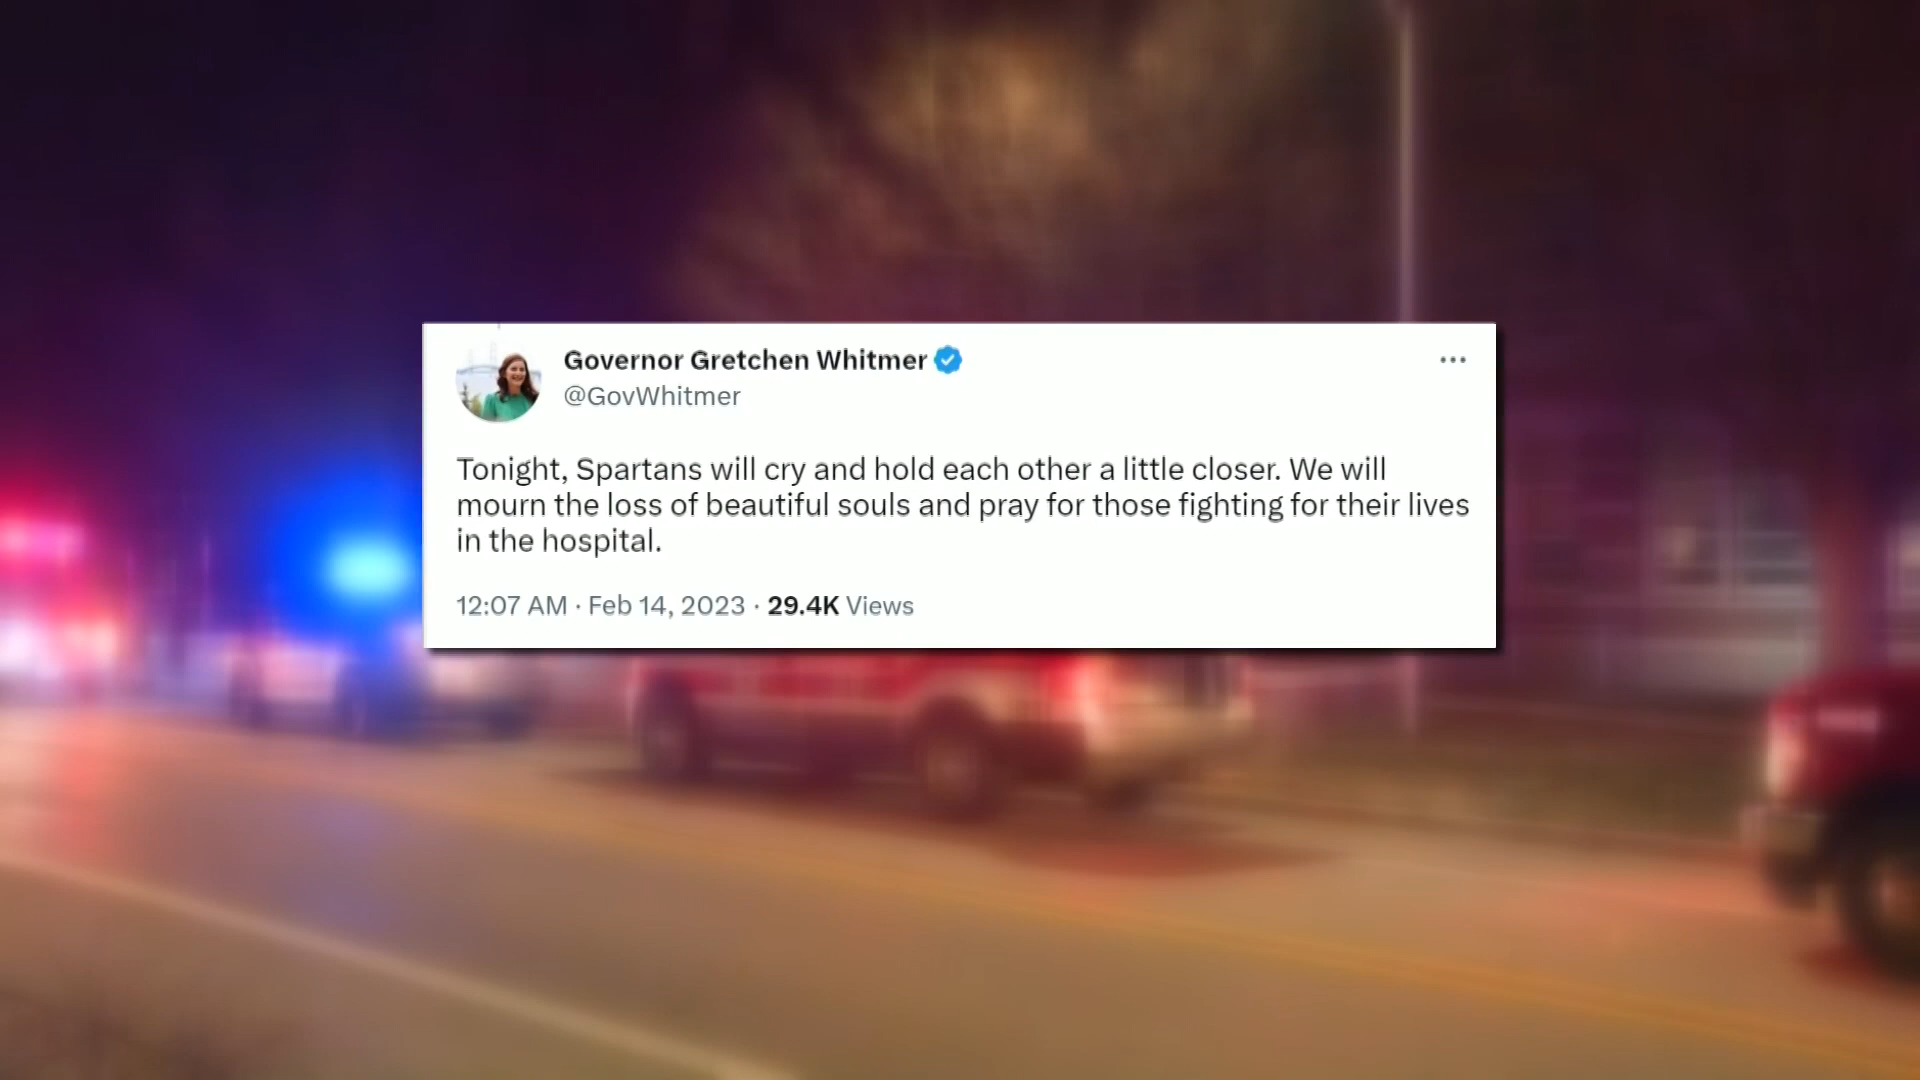 Governor Gretchen Whitmer
@GovWhitmer
Tonight, Spartans will cry and hold each other a little closer. We will
mourn the loss of beautiful souls and pray for those fighting for their lives
in the hospital.
12:07 AM · Feb 14, 2023 · 29.4K Views